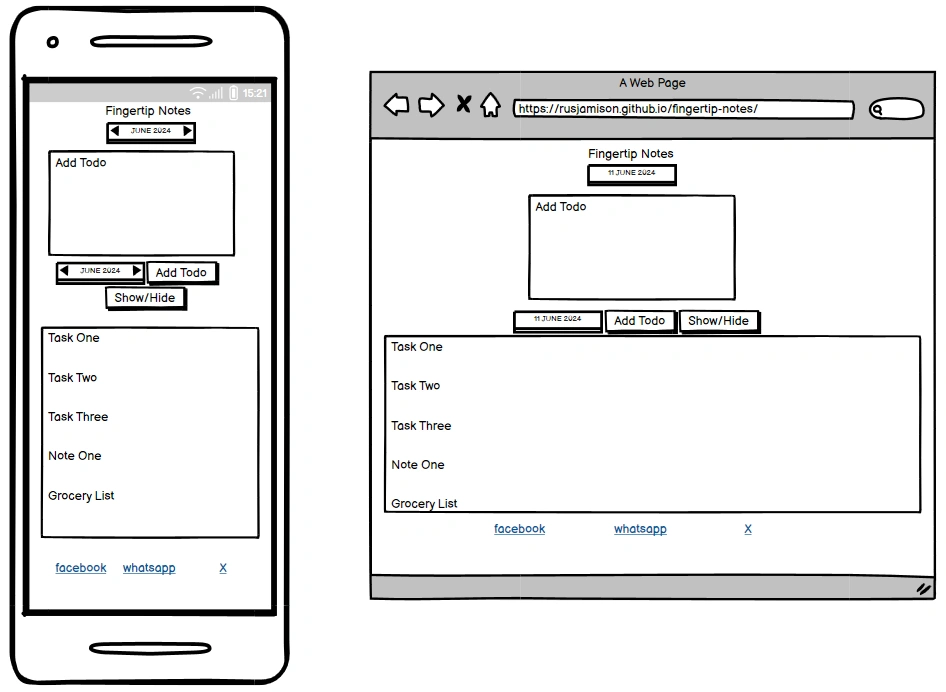 15:21
Fingertip Notes
JUNE 2024
Add Todo
JUNE 2024 Add Todo
Show/Hide
Task One
Task Two
Task Three
Note One
Grocery List
facebook whatsapp X
A Web Page
https://rusjamison.github.io/fingertip-notes/
Fingertip Notes
11 JUNE 2024
Add Todo
11 JUNE 2024 Add Todo Show/Hide
Task One
Task Two
Task Three
Note One
Grocery List
facebook whatsapp X